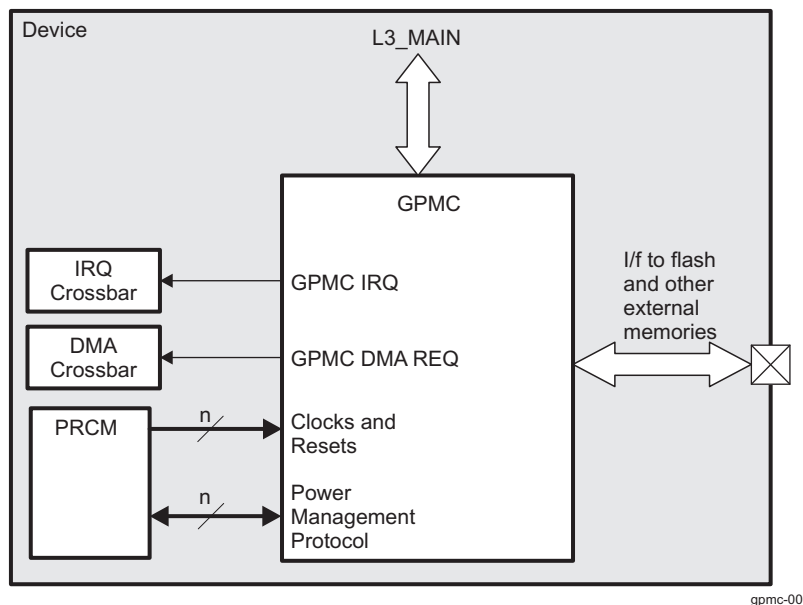 Device
L3_MAIN
GPMC
IRQ
Crossbar
GPMC IRQ
I/f to flash
and other
external
memories
DMA
Crossbar
GPMC DMA REQ
PRCM
n
Clocks and
Resets
n
Power
Management
Protocol
gpmc-00